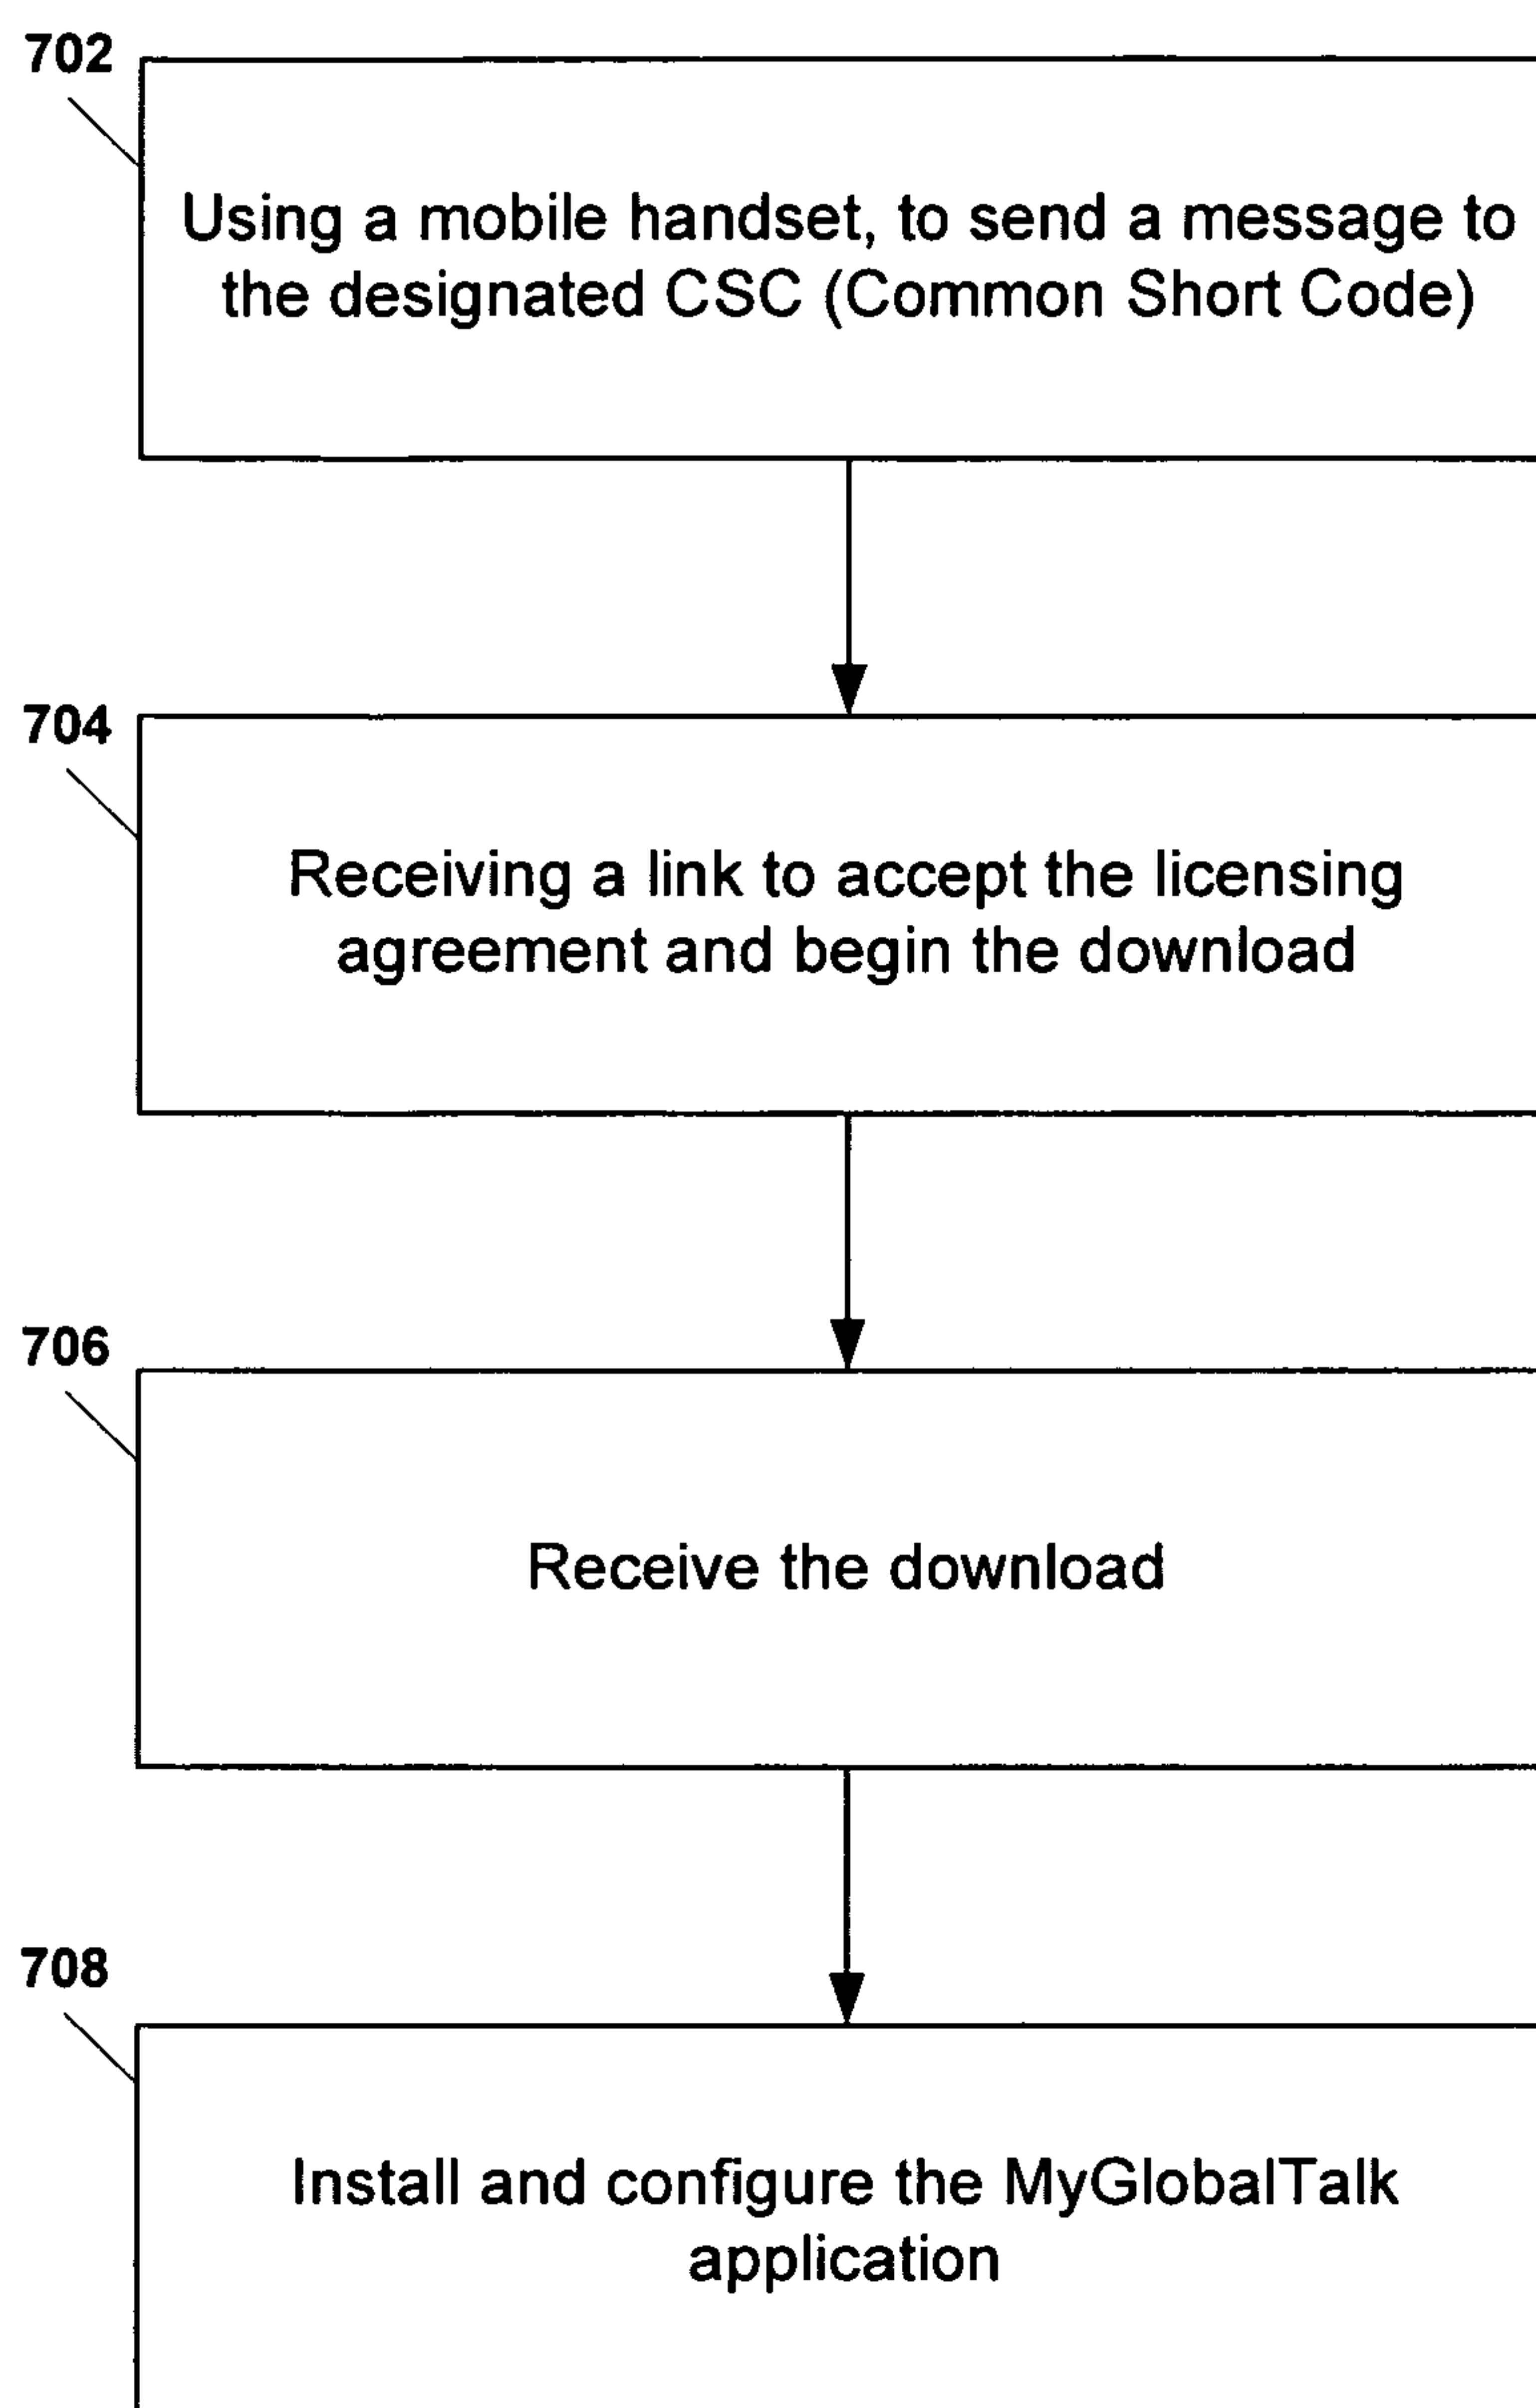 702
Using a mobile handset, to send a message to
the designated CSC (Common Short Code)
704
Receiving a link to accept the licensing
agreement and begin the download
706
Receive the download
708
Install and configure the MyGlobalTalk
application